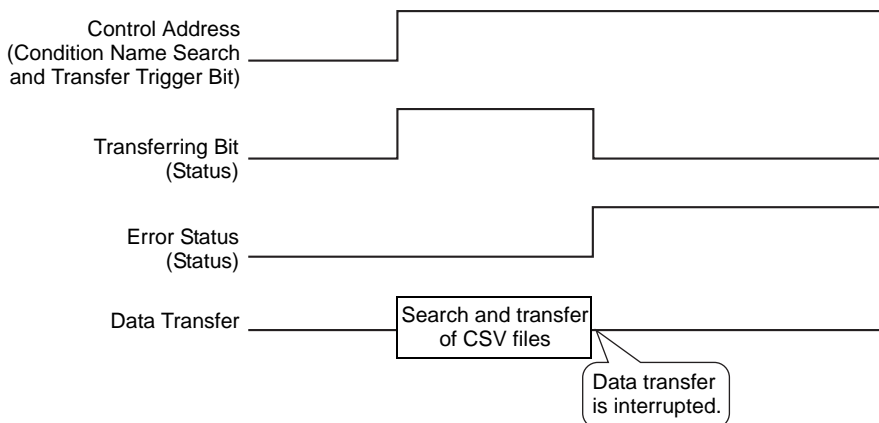 Control Address
(Condition Name Search
and Transfer Trigger Bit)
Transferring Bit
(Status)
Error Status
(Status)
Data Transfer
Search and transfer
of CSV files
Data transfer
is interrupted.